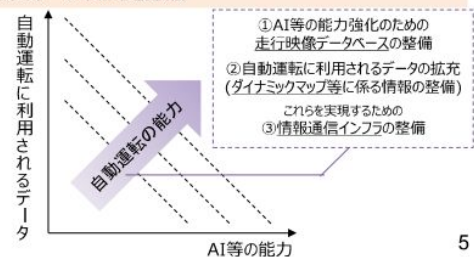 自動運転に利用されるデータ
①AI等の能力強化のための
走行映像データベースの整備
②自動運転に利用されるデータの拡充
(ダイナミックマップ等に係る情報の整備)
これらを実現するための
③情報通信インフラの整備
自動運転の能力
AI等の能力
5